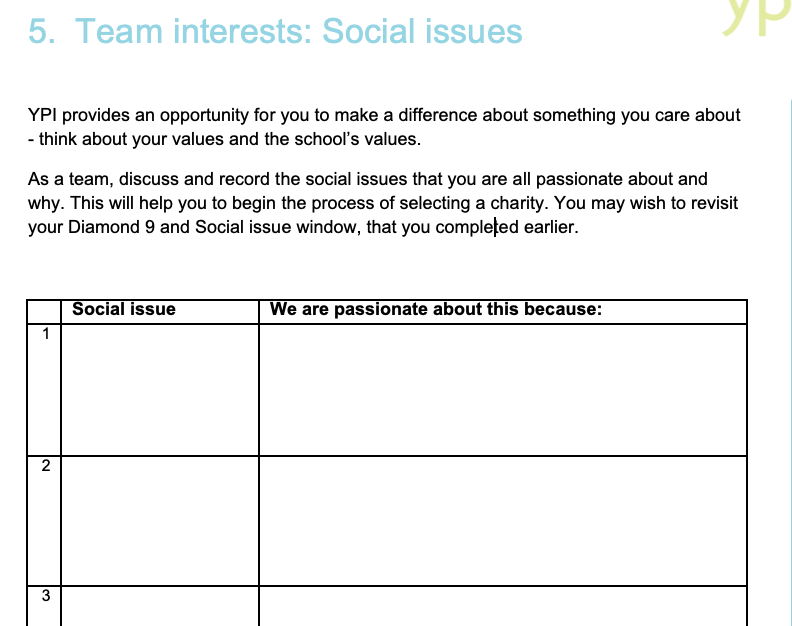 ypi
5. Team interests: Social issues
YPI provides an opportunity for you to make a difference about something you care about
- think about your values and the school’s values.
As a team, discuss and record the social issues that you are all passionate about and
why. This will help you to begin the process of selecting a charity. You may wish to revisit
your Diamond 9 and Social issue window, that you completed earlier.
Social issue We are passionate about this because:
1
2
3